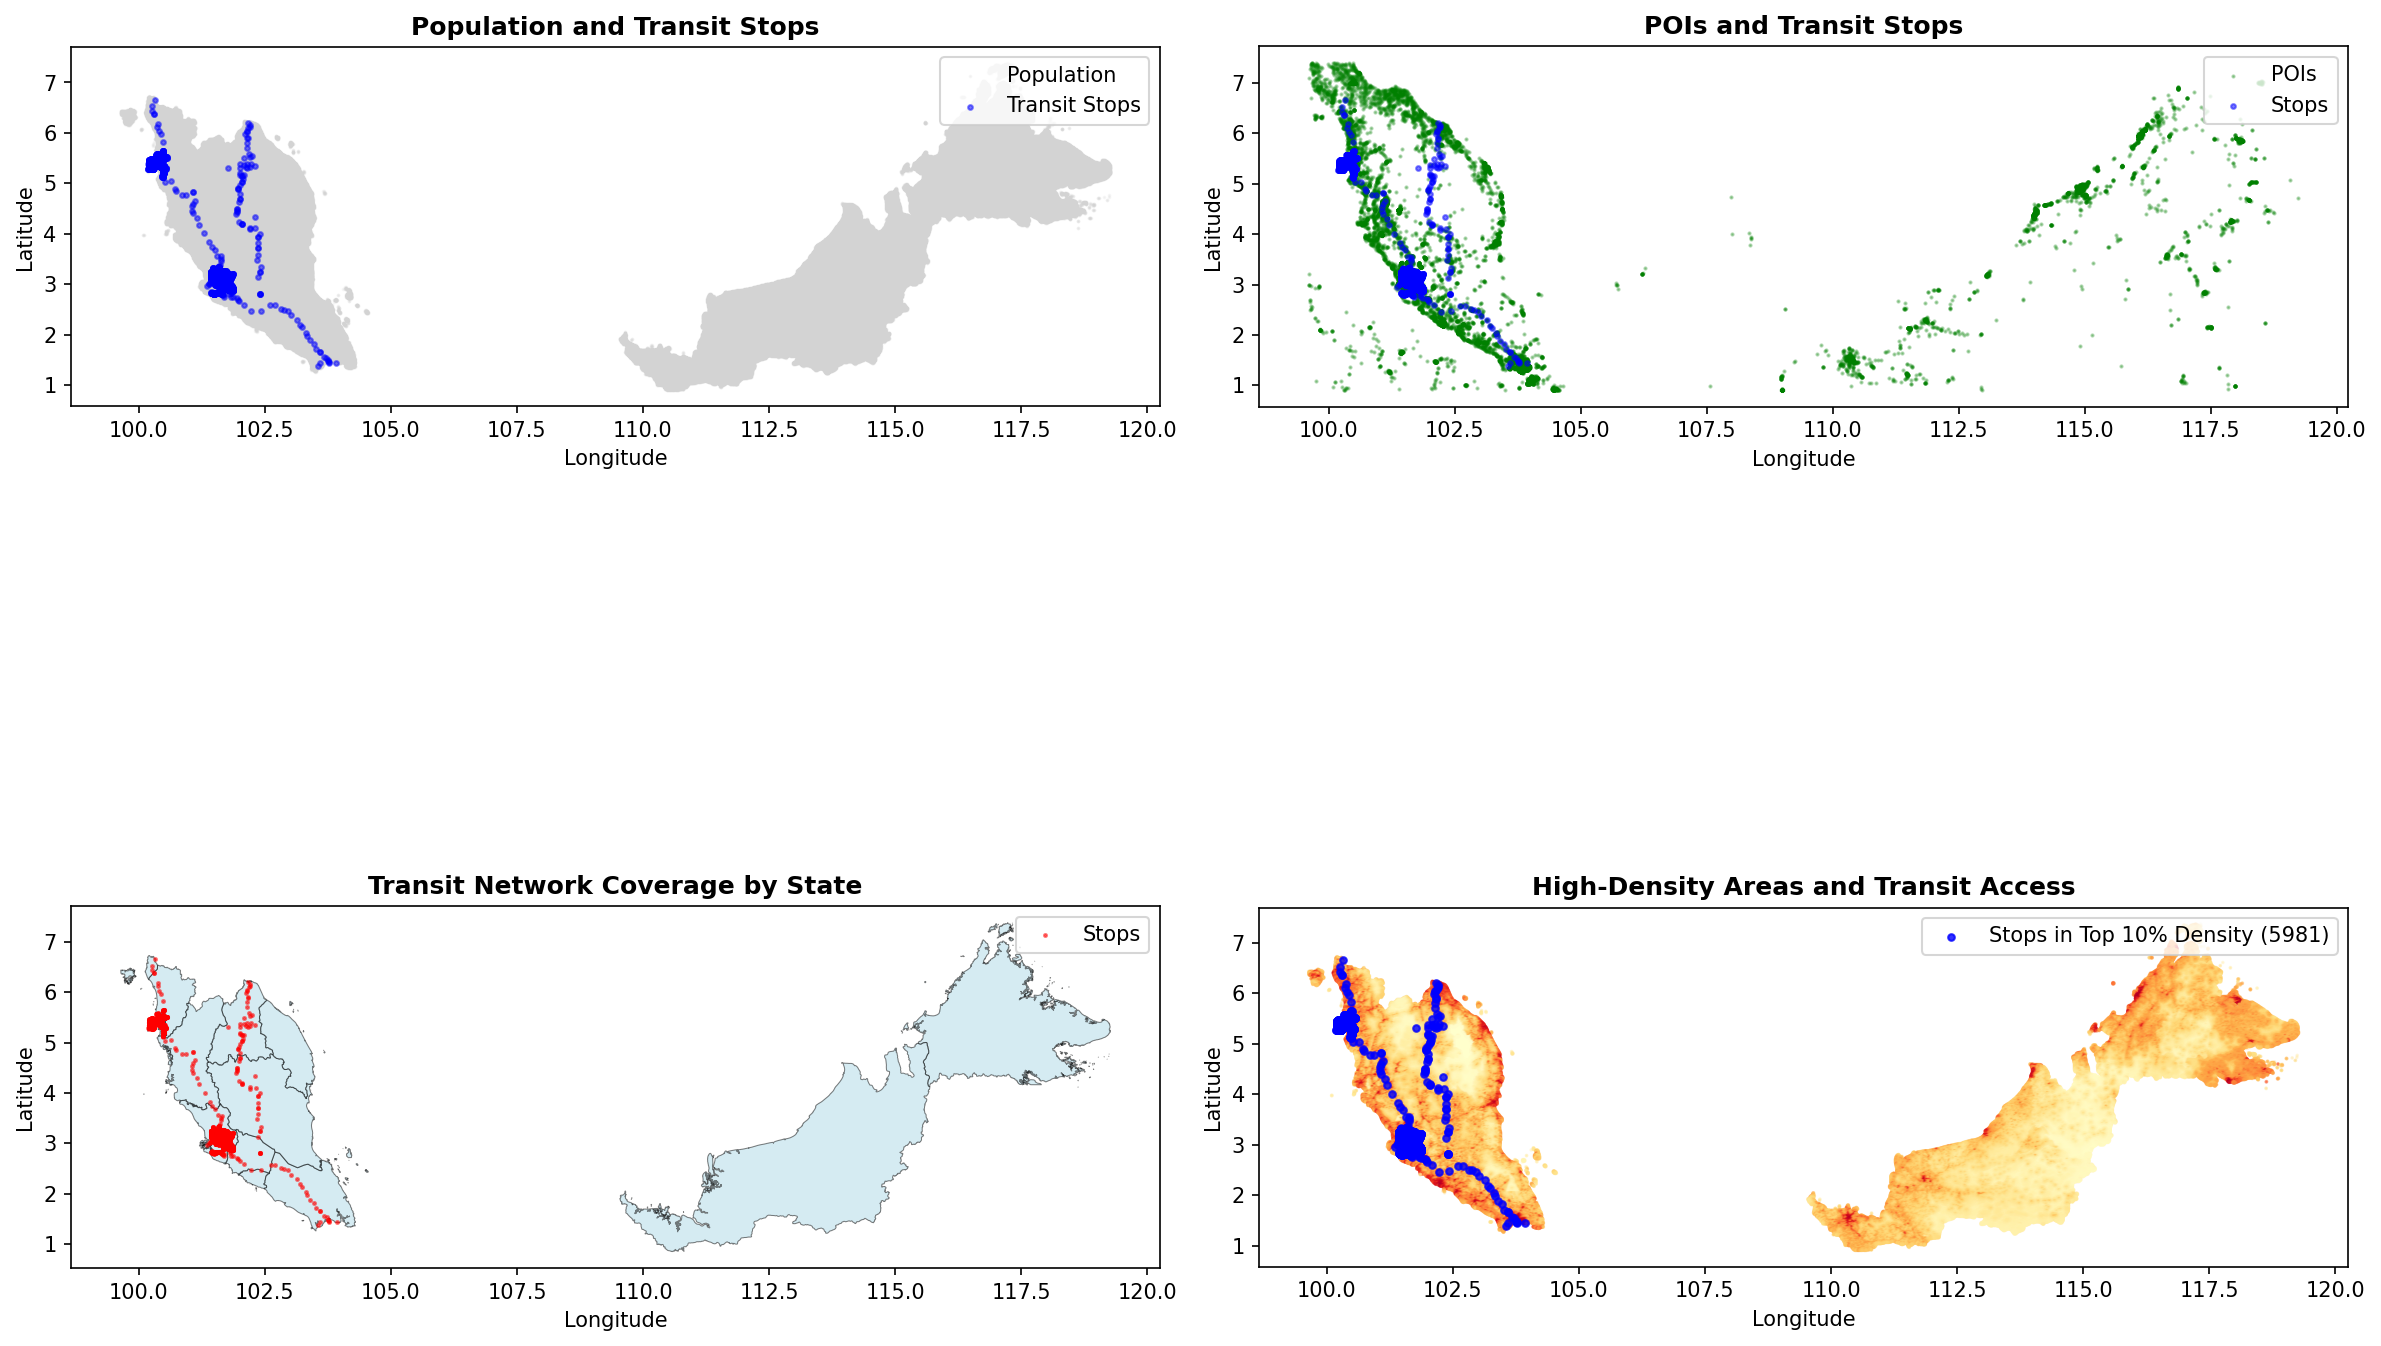 Population and Transit Stops
Population
Transit Stops
Latitude
7
6
5
4
3
2
1
100.0 102.5 105.0 107.5 110.0 112.5 115.0 117.5 120.0
Longitude
POIs and Transit Stops
POIs
Stops
Latitude
7
6
5
4
3
2
1
100.0 102.5 105.0 107.5 110.0 112.5 115.0 117.5 120.0
Longitude
Transit Network Coverage by State
Stops
Latitude
7
6
5
4
3
2
1
100.0 102.5 105.0 107.5 110.0 112.5 115.0 117.5 120.0
Longitude
High-Density Areas and Transit Access
Stops in Top 10% Density (5981)
Latitude
7
6
5
4
3
2
1
100.0 102.5 105.0 107.5 110.0 112.5 115.0 117.5 120.0
Longitude